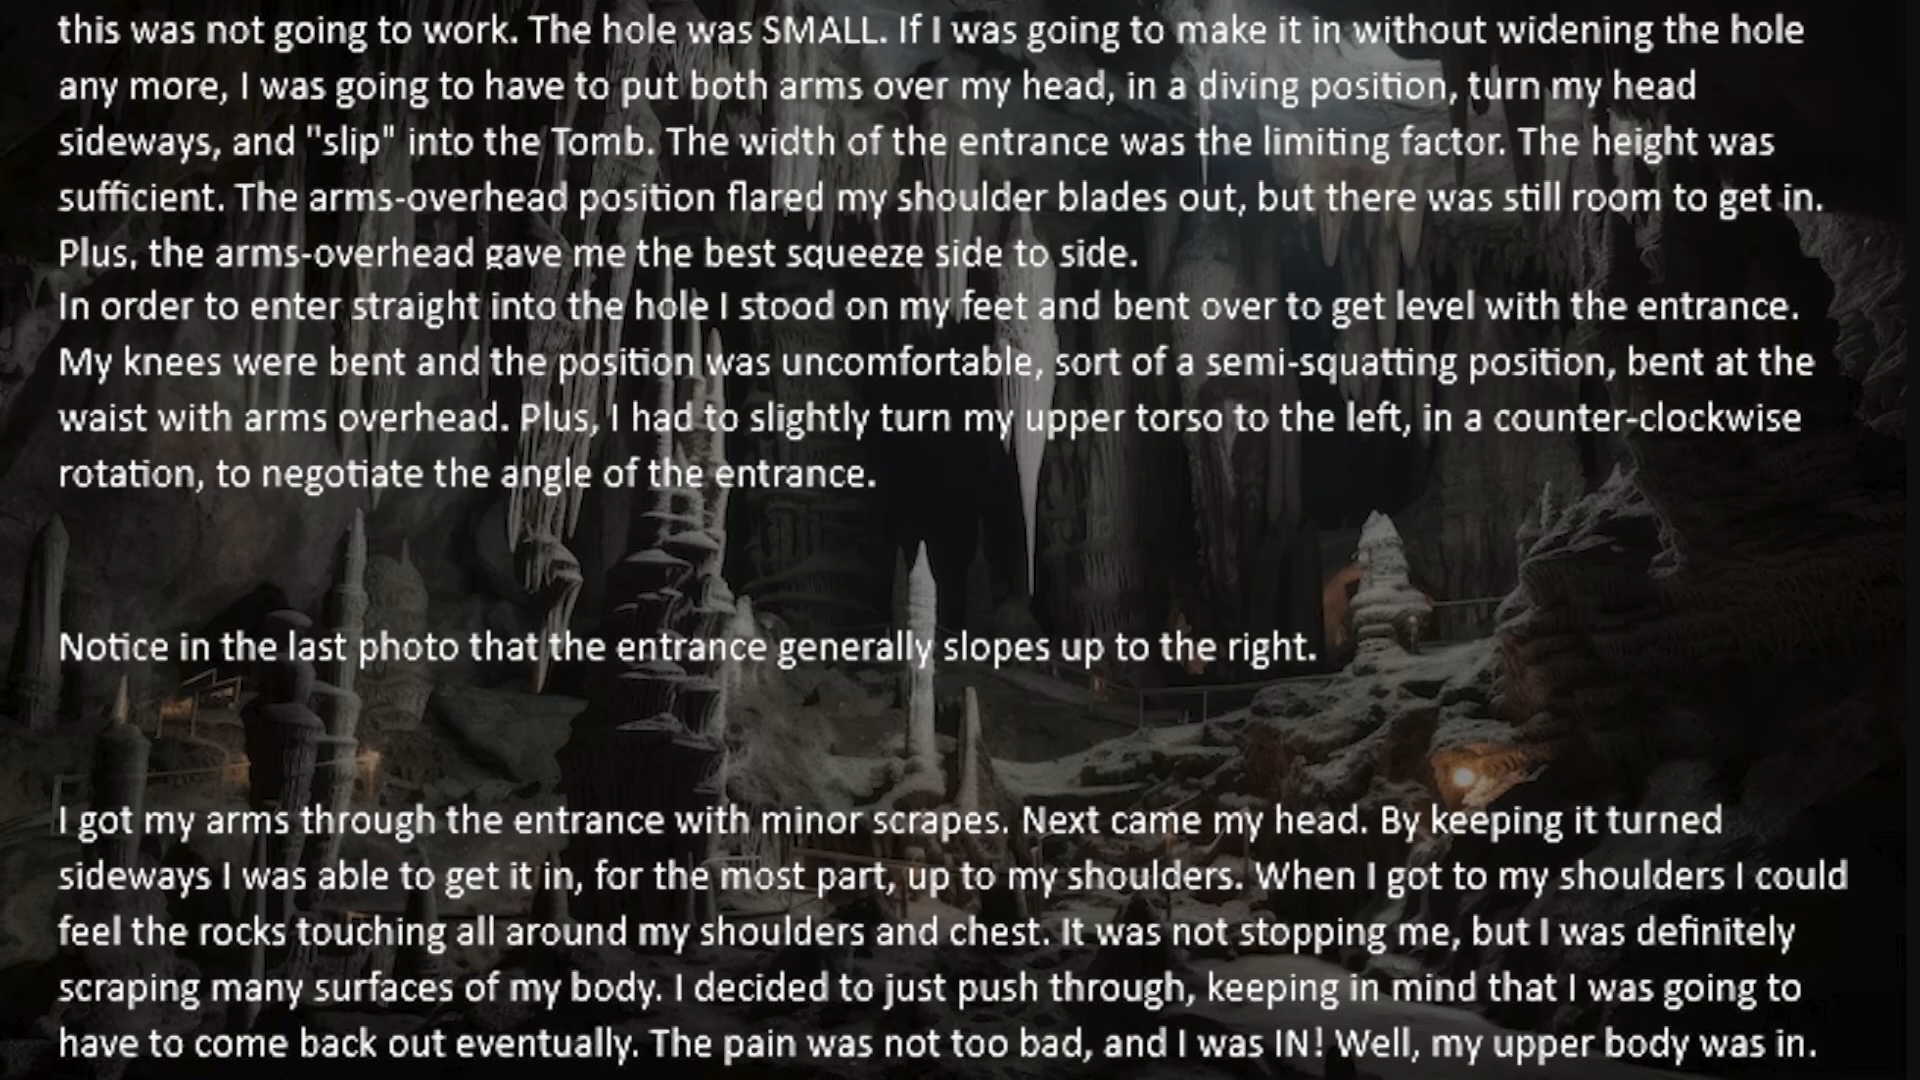 this was not going to work. The hole was SMALL. If I was going to make it in without widening the hole
any more, I was going to have to put both arms over my head, in a diving position, turn my head
sideways, and "slip" into the Tomb. The width of the entrance was the limiting factor. The height was
sufficient. The arms-overhead position flared my shoulder blades out, but there was still room to get in.
Plus, the arms-overhead gave me the best squeeze side to side.
In order to enter straight into the hole I stood on my feet and bent over to get level with the entrance.
My knees were bent and the position was uncomfortable, sort of a semi-squatting position, bent at the
waist with arms overhead. Plus, I had to slightly turn my upper torso to the left, in a counter-clockwise
rotation, to negotiate the angle of the entrance.
Notice in the last photo that the entrance generally slopes up to the right.
I got my arms through the entrance with minor scrapes. Next came my head. By keeping it turned
sideways I was able to get it in, for the most part, up to my shoulders. When I got to my shoulders I could
feel the rocks touching all around my shoulders and chest. It was not stopping me, but I was definitely
scraping many surfaces of my body. I decided to just push through, keeping in mind that I was going to
have to come back out eventually. The pain was not too bad, and I was IN! Well, my upper body was in.